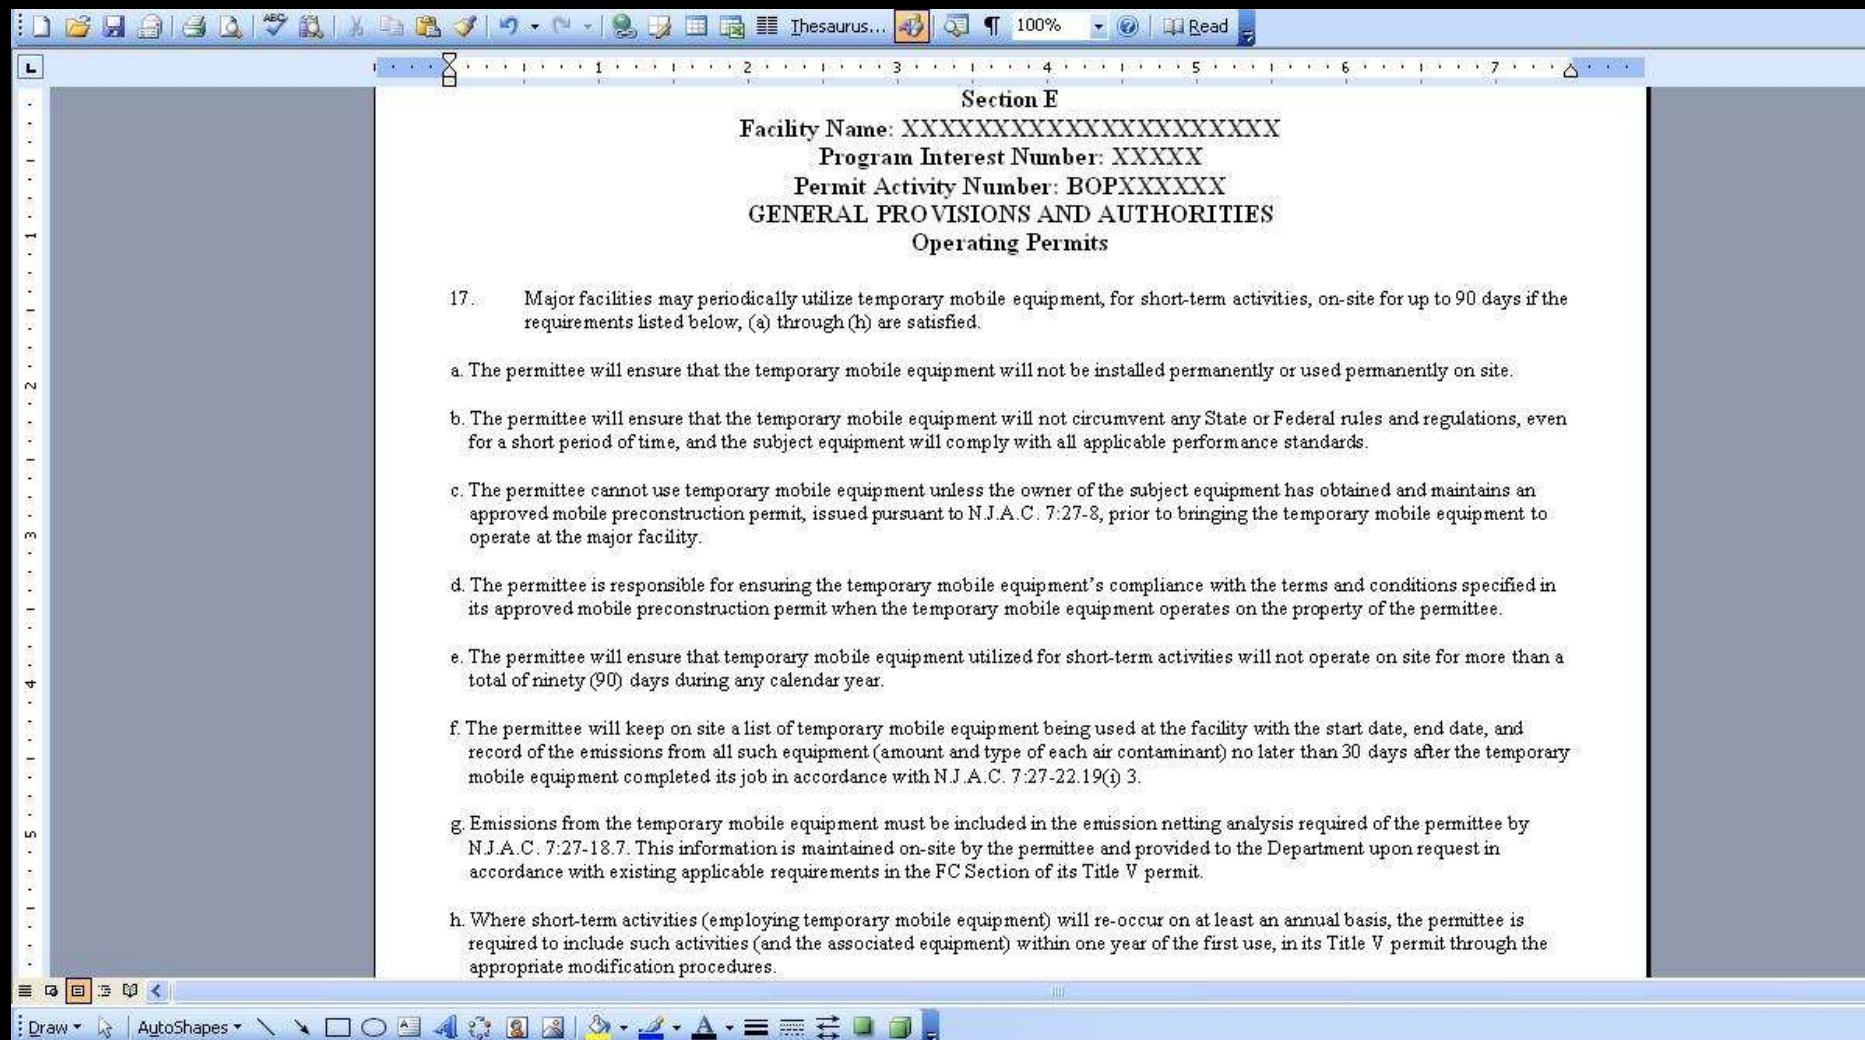 Thesaurus... 100% Read
1 2 3 4 5 6 7
Section E
Facility Name: XXXXXXXXXXXXXXXXXXXXX
Program Interest Number: XXXXX
Permit Activity Number: BOPXXXXXX
GENERAL PROVISIONS AND AUTHORITIES
Operating Permits
17. Major facilities may periodically utilize temporary mobile equipment, for short-term activities, on-site for up to 90 days if the
requirements listed below, (a) through (h) are satisfied.
a. The permittee will ensure that the temporary mobile equipment will not be installed permanently or used permanently on site.
b. The permittee will ensure that the temporary mobile equipment will not circumvent any State or Federal rules and regulations, even
for a short period of time, and the subject equipment will comply with all applicable performance standards.
c. The permittee cannot use temporary mobile equipment unless the owner of the subject equipment has obtained and maintains an
approved mobile preconstruction permit, issued pursuant to N.J.A.C. 7:27-8, prior to bringing the temporary mobile equipment to
operate at the major facility.
d. The permittee is responsible for ensuring the temporary mobile equipment's compliance with the terms and conditions specified in
its approved mobile preconstruction permit when the temporary mobile equipment operates on the property of the permittee.
e. The permittee will ensure that temporary mobile equipment utilized for short-term activities will not operate on site for more than a
total of ninety (90) days during any calendar year.
f. The permittee will keep on site a list of temporary mobile equipment being used at the facility with the start date, end date, and
record of the emissions from all such equipment (amount and type of each air contaminant) no later than 30 days after the temporary
mobile equipment completed its job in accordance with N.J.A.C. 7:27-22.19(i) 3.
g. Emissions from the temporary mobile equipment must be included in the emission netting analysis required of the permittee by
N.J.A.C. 7:27-18.7. This information is maintained on-site by the permittee and provided to the Department upon request in
accordance with existing applicable requirements in the FC Section of its Title V permit.
h. Where short-term activities (employing temporary mobile equipment) will re-occur on at least an annual basis, the permittee is
required to include such activities (and the associated equipment) within one year of the first use, in its Title V permit through the
appropriate modification procedures.
Draw AutoShapes